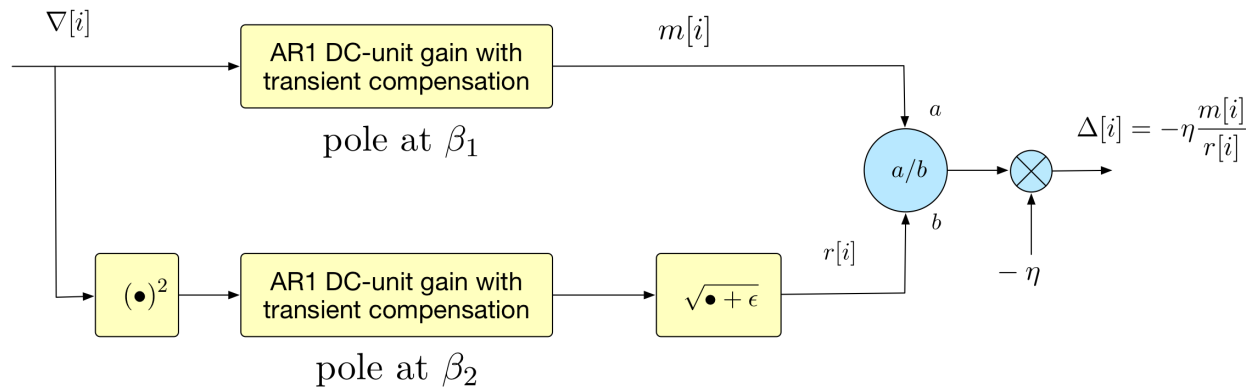 ∇[i]
AR1 DC-unit gain with
transient compensation
pole at β₁
m[i]
a
a/b
b
Δ[i] = −η m[i]/r[i]
− η
(•)²
AR1 DC-unit gain with
transient compensation
pole at β₂
√(• + ϵ)
r[i]